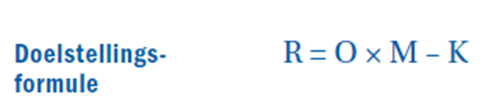 Doelstellings- R = O × M – K
formule